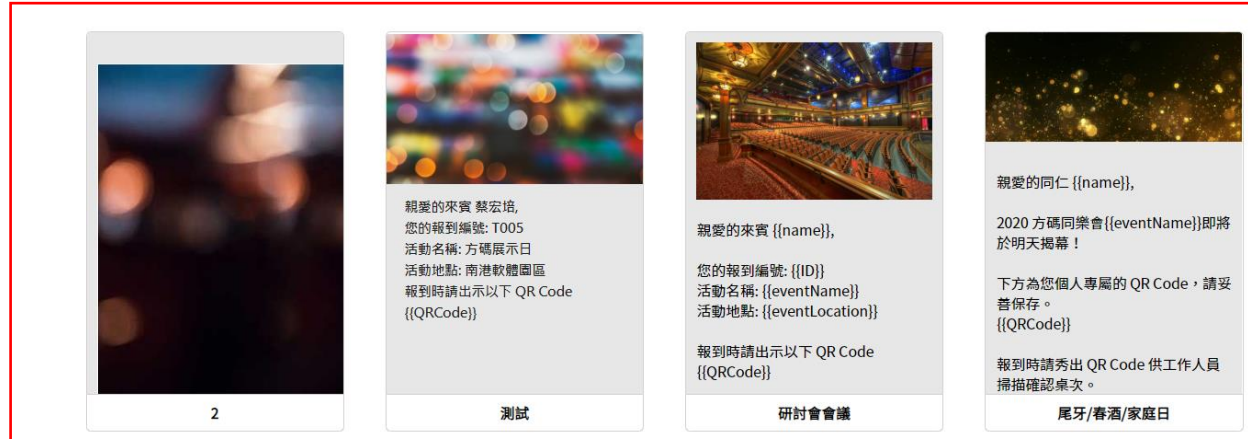 親愛的來賓 蔡宏培,
您的報到編號: T005
活動名稱: 方碼展示日
活動地點: 南港軟體園區
報到時請出示以下 QR Code
{{QRCode}}
親愛的來賓 {{name}},
您的報到編號: {{ID}}
活動名稱: {{eventName}}
活動地點: {{eventLocation}}
報到時請出示以下 QR Code
{{QRCode}}
親愛的同仁 {{name}},
2020 方碼同樂會{{eventName}}即將
於明天揭幕！
下方為您個人專屬的 QR Code，請妥
善保存。
{{QRCode}}
報到時請秀出 QR Code 供工作人員
掃描確認桌次。
2
測試
研討會會議
尾牙/春酒/家庭日